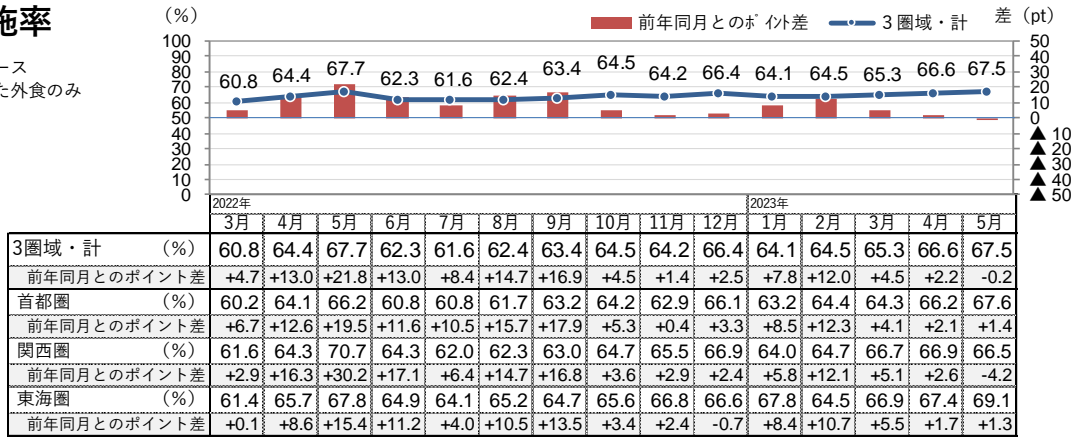 施率
(%)
前年同月とのポイント差
3圏域・計
差 (pt)
ース
た外食のみ
100
90
80
70
60
50
40
30
20
10
0
50
40
30
20
10
0
▲ 10
▲ 20
▲ 30
▲ 40
▲ 50
60.8 64.4 67.7 62.3 61.6 62.4 63.4 64.5 64.2 66.4 64.1 64.5 65.3 66.6 67.5
2022年 2023年
3月 4月 5月 6月 7月 8月 9月 10月 11月 12月 1月 2月 3月 4月 5月
3圏域・計 (%) 60.8 64.4 67.7 62.3 61.6 62.4 63.4 64.5 64.2 66.4 64.1 64.5 65.3 66.6 67.5
前年同月とのポイント差 +4.7 +13.0 +21.8 +13.0 +8.4 +14.7 +16.9 +4.5 +1.4 +2.5 +7.8 +12.0 +4.5 +2.2 -0.2
首都圏 (%) 60.2 64.1 66.2 60.8 60.8 61.7 63.2 64.2 62.9 66.1 63.2 64.4 64.3 66.2 67.6
前年同月とのポイント差 +6.7 +12.6 +19.5 +11.6 +10.5 +15.7 +17.9 +5.3 +0.4 +3.3 +8.5 +12.3 +4.1 +2.1 +1.4
関西圏 (%) 61.6 64.3 70.7 64.3 62.0 62.3 63.0 64.7 65.5 66.9 64.0 64.7 66.7 66.9 66.5
前年同月とのポイント差 +2.9 +16.3 +30.2 +17.1 +6.4 +14.7 +16.8 +3.6 +2.9 +2.4 +5.8 +12.1 +5.1 +2.6 -4.2
東海圏 (%) 61.4 65.7 67.8 64.9 64.1 65.2 64.7 65.6 66.8 66.6 67.8 64.5 66.9 67.4 69.1
前年同月とのポイント差 +0.1 +8.6 +15.4 +11.2 +4.0 +10.5 +13.5 +3.4 +2.4 -0.7 +8.4 +10.7 +5.5 +1.7 +1.3